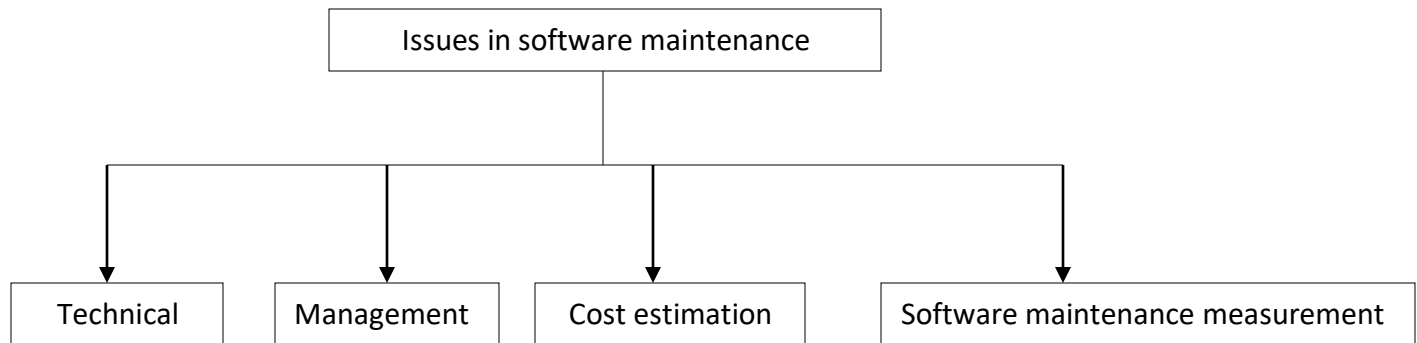 Issues in software maintenance
Technical
Management
Cost estimation
Software maintenance measurement